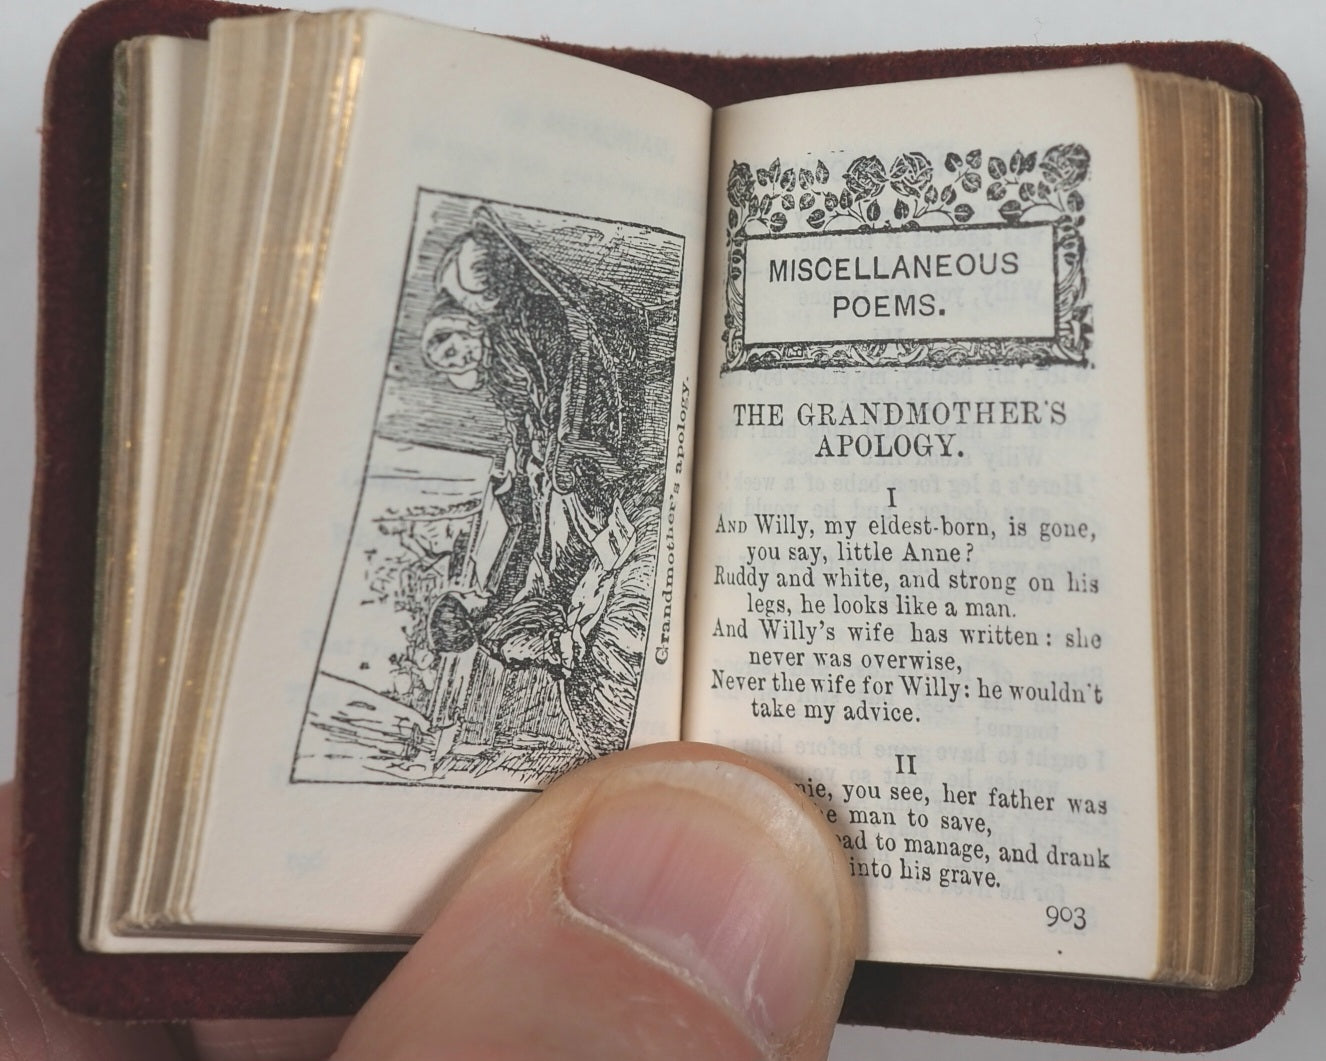 Grandmother's apology.
MISCELLANEOUS
POEMS.
THE GRANDMOTHER'S
APOLOGY.
I
AND Willy, my eldest-born, is gone,
you say, little Anne?
Ruddy and white, and strong on his
legs, he looks like a man.
And Willy's wife has written: she
never was overwise,
Never the wife for Willy: he wouldn't
take my advice.
II
you see, her father was
man to save,
to manage, and drank
into his grave.
903